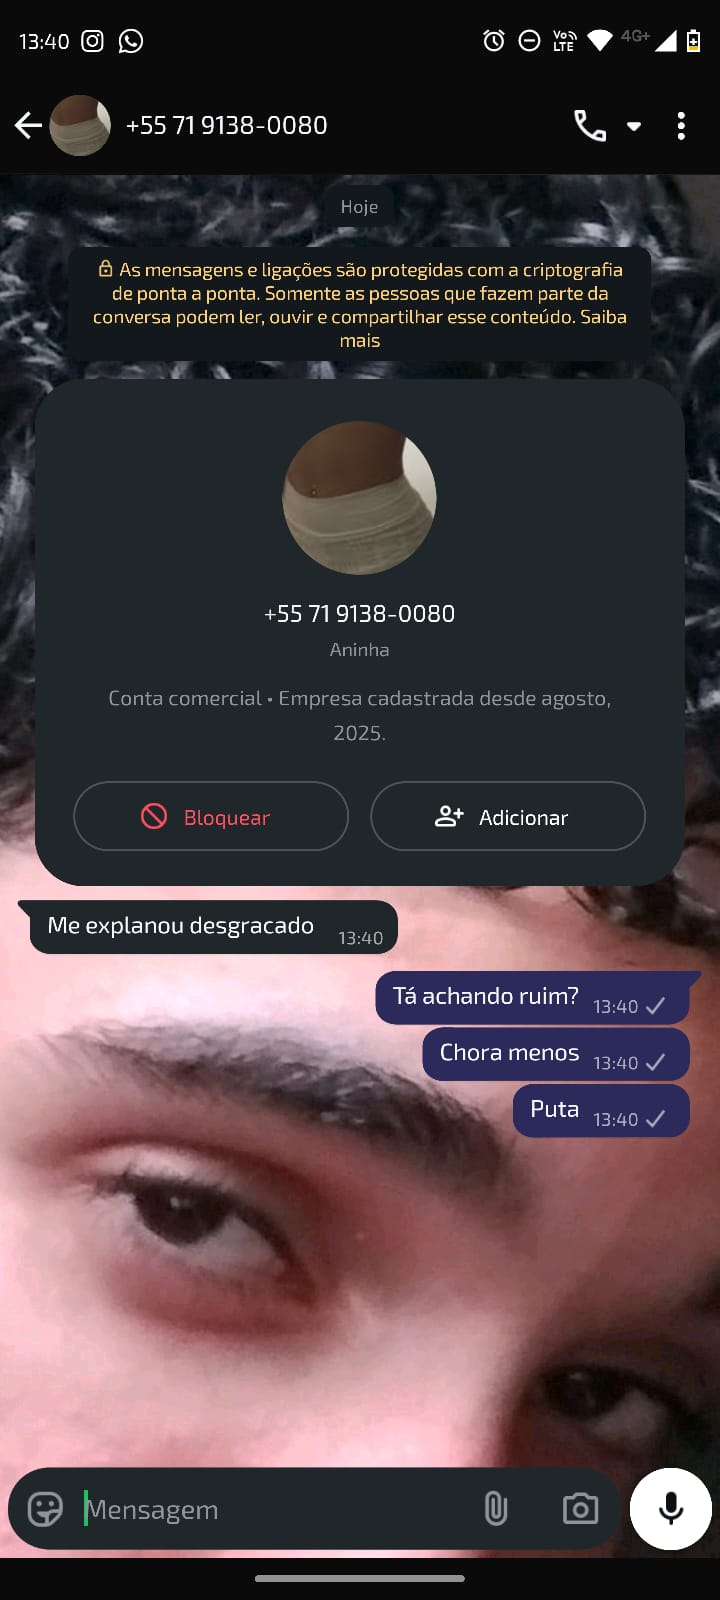 13:40
Vo)) LTE 4G+
+55 71 9138-0080
Hoje
As mensagens e ligações são protegidas com a criptografia
de ponta a ponta. Somente as pessoas que fazem parte da
conversa podem ler, ouvir e compartilhar esse conteúdo. Saiba
mais
+55 71 9138-0080
Aninha
Conta comercial • Empresa cadastrada desde agosto,
2025.
Bloquear
Adicionar
Me explanou desgracado 13:40
Tá achando ruim? 13:40
Chora menos 13:40
Puta 13:40
Mensagem